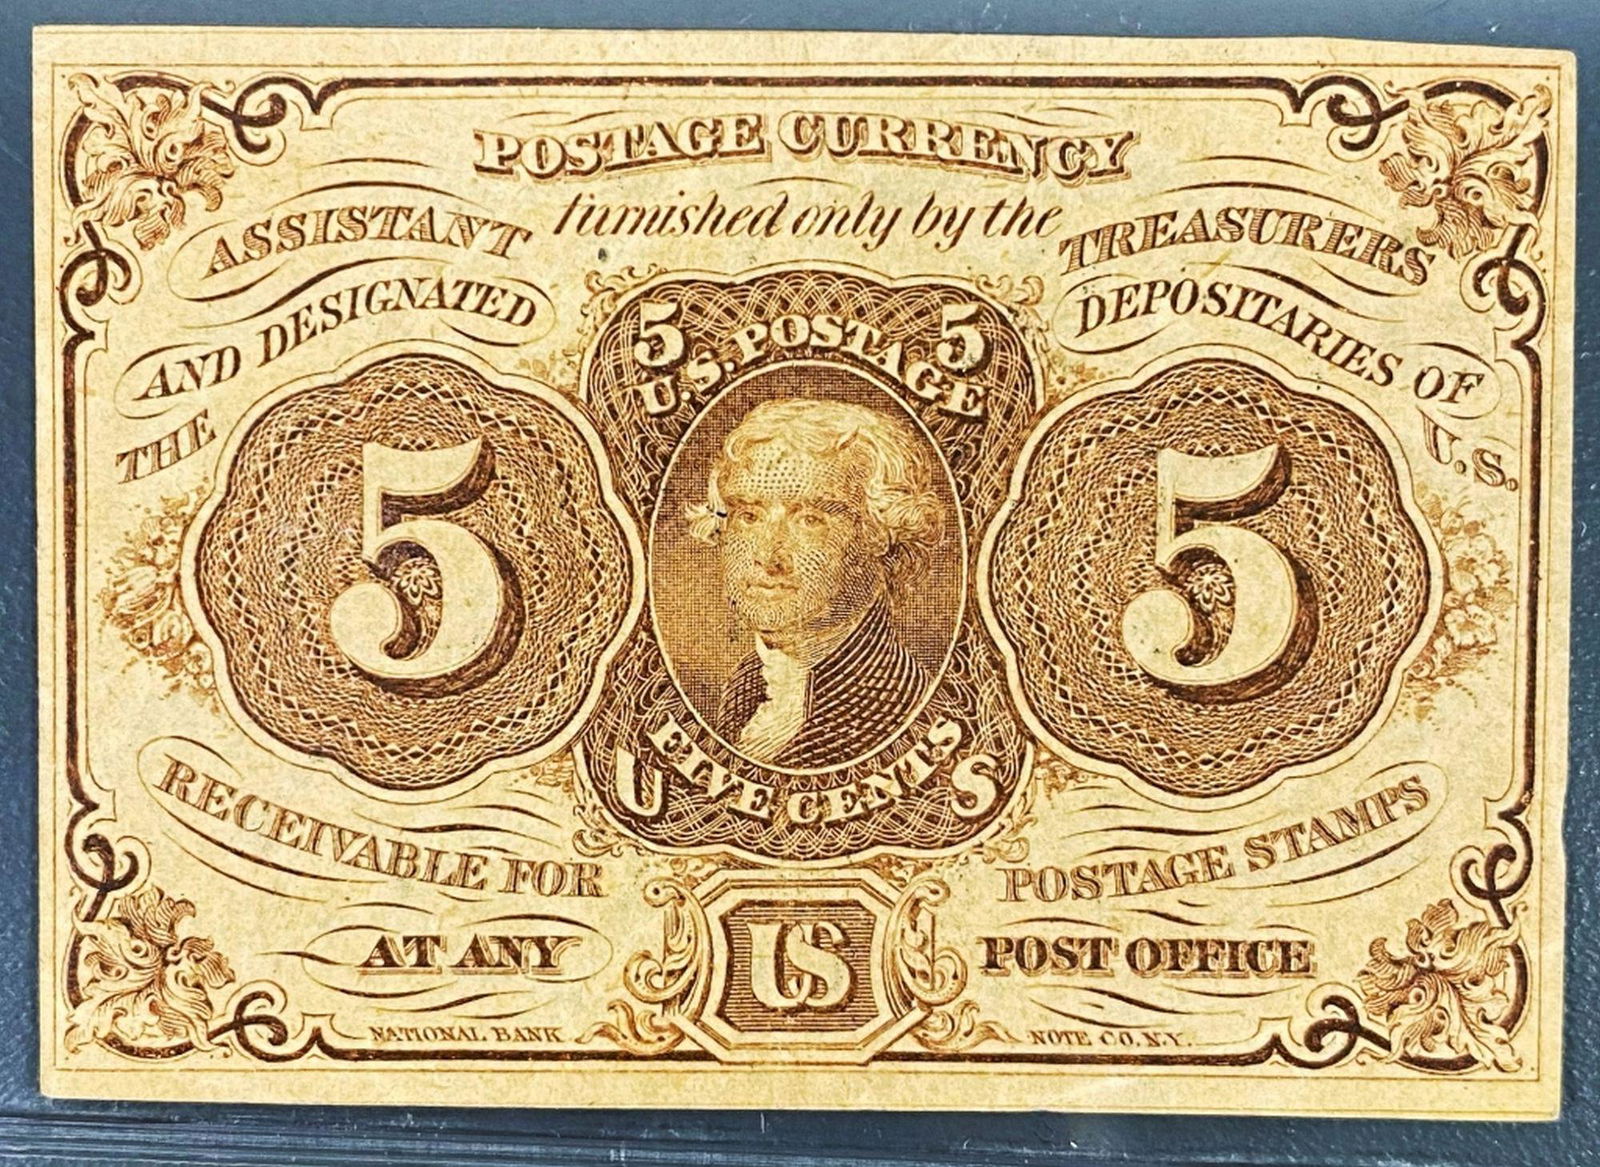 POSTAGE CURRENCY
furnished only by the
ASSISTANT TREASURERS
AND DESIGNATED DEPOSITARIES OF
THE U.S.
5 5
U.S. POSTAGE
5 5
FIVE CENTS
U S
RECEIVABLE FOR POSTAGE STAMPS
AT ANY POST OFFICE
US
NATIONAL BANK NOTE CO. N.Y.